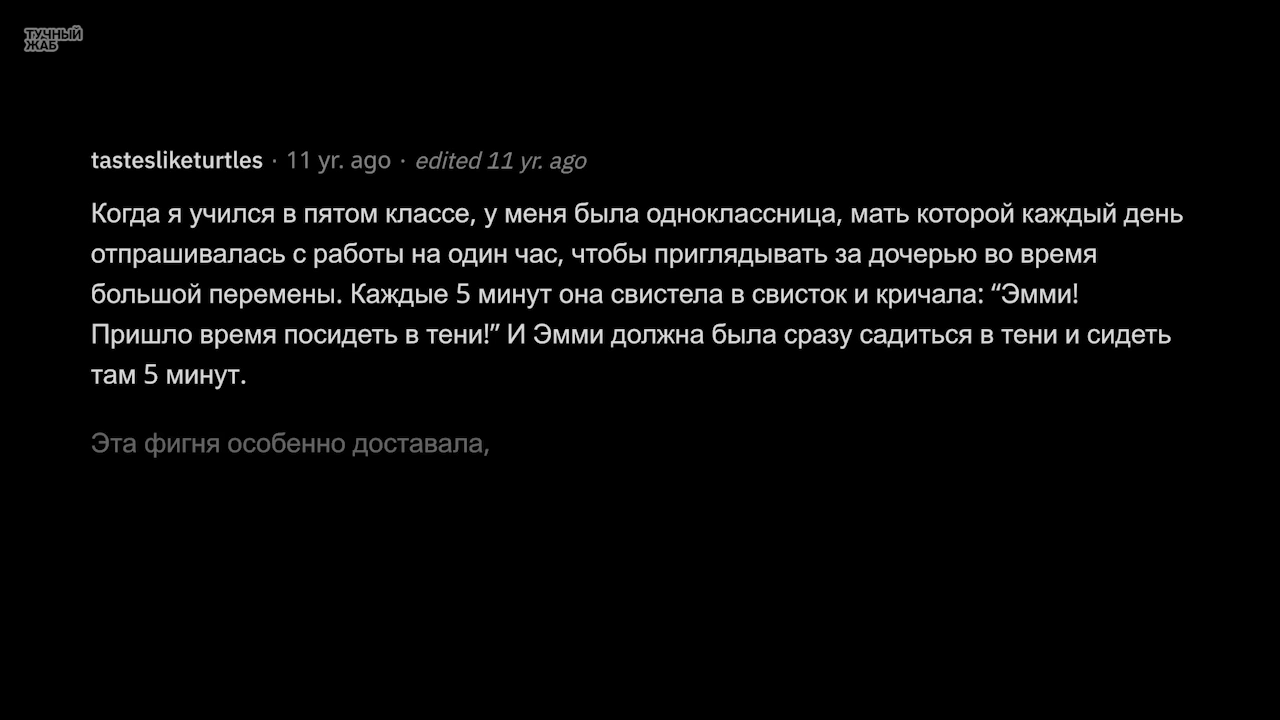 ТУЧНЫЙ
ЖАБ
tastesliketurtles · 11 yr. ago · edited 11 yr. ago
Когда я учился в пятом классе, у меня была одноклассница, мать которой каждый день
отпрашивалась с работы на один час, чтобы приглядывать за дочерью во время
большой перемены. Каждые 5 минут она свистела в свисток и кричала: “Эмми!
Пришло время посидеть в тени!” И Эмми должна была сразу садиться в тени и сидеть
там 5 минут.
Эта фигня особенно доставала,